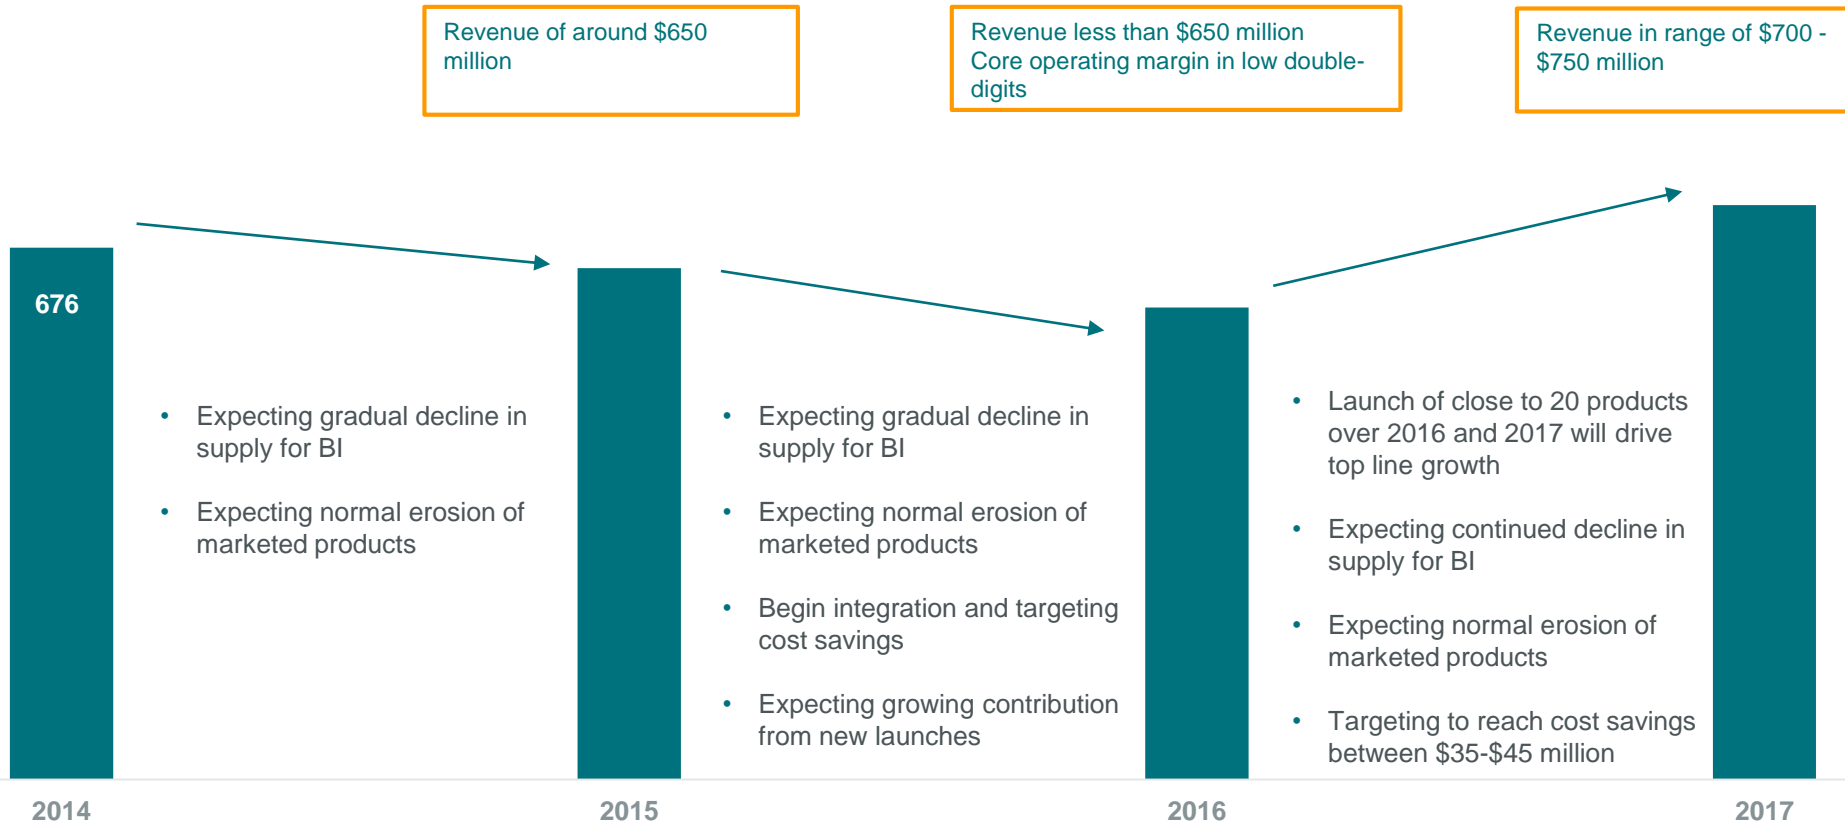 Revenue of around $650
million
Revenue less than $650 million
Core operating margin in low double-
digits
Revenue in range of $700 -
$750 million
676
• Expecting gradual decline in
supply for BI
• Expecting normal erosion of
marketed products
• Expecting gradual decline in
supply for BI
• Expecting normal erosion of
marketed products
• Begin integration and targeting
cost savings
• Expecting growing contribution
from new launches
• Launch of close to 20 products
over 2016 and 2017 will drive
top line growth
• Expecting continued decline in
supply for BI
• Expecting normal erosion of
marketed products
• Targeting to reach cost savings
between $35-$45 million
2014
2015
2016
2017